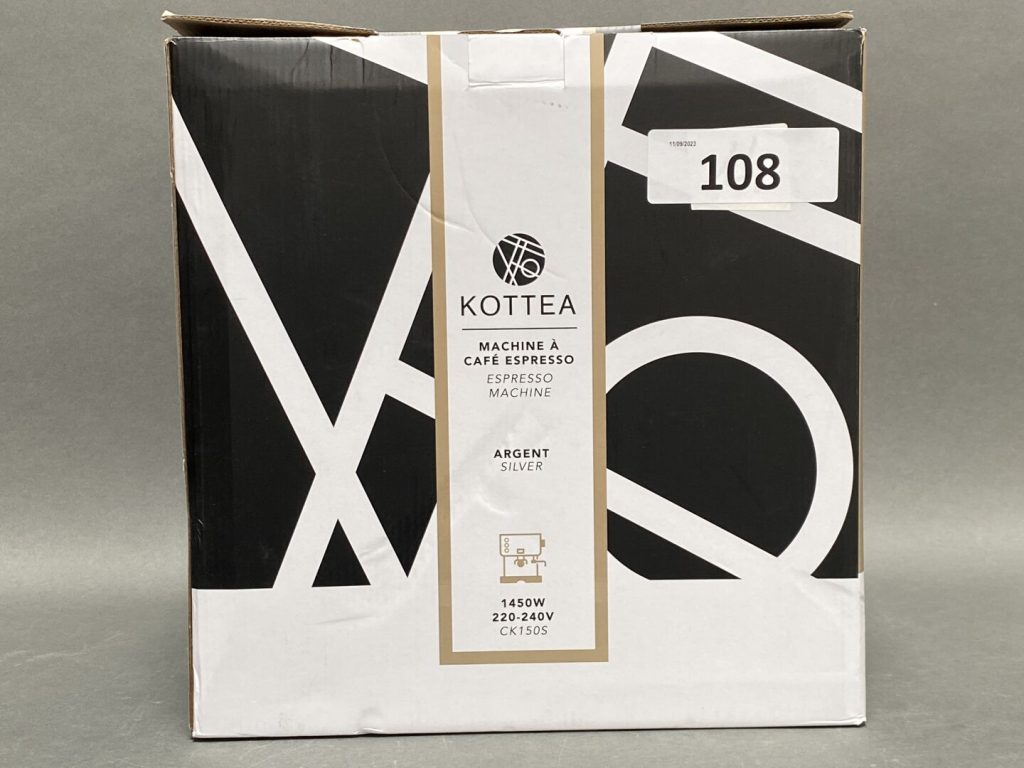 11/09/2023
108
KOTTEA
MACHINE À
CAFÉ ESPRESSO
ESPRESSO
MACHINE
ARGENT
SILVER
1450W
220-240V
CK150S